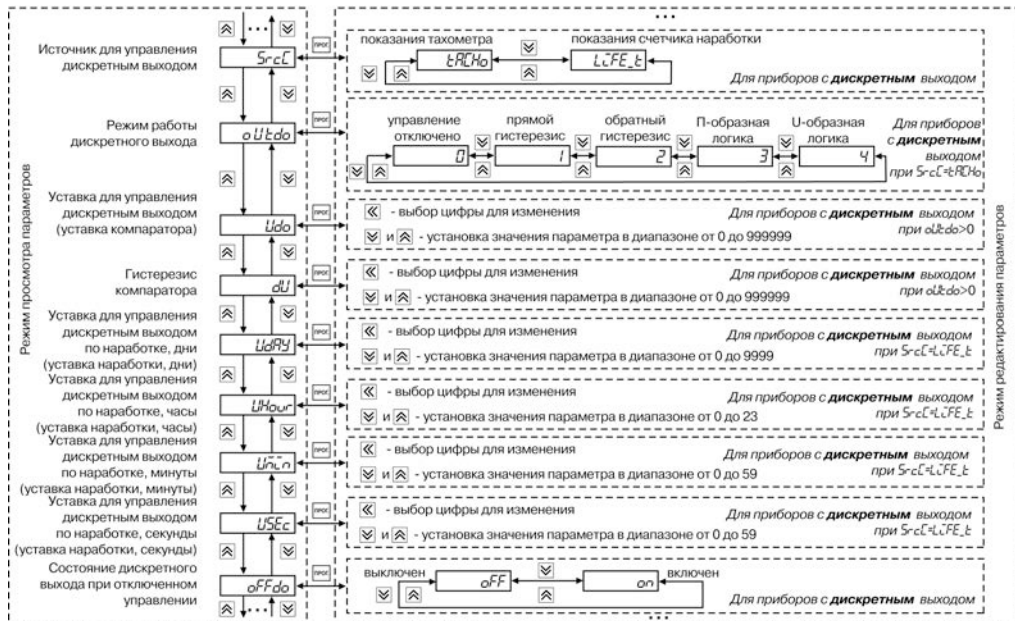 ...
...
Режим просмотра параметров
Режим редактирования параметров
Источник для управления
дискретным выходом
SrcC
ПРОГ
показания тахометра
tACHo
показания счетчика наработки
LiFE_t
Для приборов с дискретным выходом
Режим работы
дискретного выхода
oUtdo
ПРОГ
управление
отключено
0
прямой
гистерезис
1
обратный
гистерезис
2
П-образная
логика
3
U-образная
логика
4
Для приборов
с дискретным
выходом
при SrcC=tACHo
Уставка для управления
дискретным выходом
(уставка компаратора)
Udo
ПРОГ
- выбор цифры для изменения
и - установка значения параметра в диапазоне от 0 до 999999
Для приборов с дискретным выходом
при oUtdo>0
Гистерезис
компаратора
dU
ПРОГ
- выбор цифры для изменения
и - установка значения параметра в диапазоне от 0 до 999999
Для приборов с дискретным выходом
при oUtdo>0
Уставка для управления
дискретным выходом
по наработке, дни
(уставка наработки, дни)
UdAY
ПРОГ
- выбор цифры для изменения
и - установка значения параметра в диапазоне от 0 до 9999
Для приборов с дискретным выходом
при SrcC=LiFE_t
Уставка для управления
дискретным выходом
по наработке, часы
(уставка наработки, часы)
UHour
ПРОГ
- выбор цифры для изменения
и - установка значения параметра в диапазоне от 0 до 23
Для приборов с дискретным выходом
при SrcC=LiFE_t
Уставка для управления
дискретным выходом
по наработке, минуты
(уставка наработки, минуты)
Umin
ПРОГ
- выбор цифры для изменения
и - установка значения параметра в диапазоне от 0 до 59
Для приборов с дискретным выходом
при SrcC=LiFE_t
Уставка для управления
дискретным выходом
по наработке, секунды
(уставка наработки, секунды)
USEc
ПРОГ
- выбор цифры для изменения
и - установка значения параметра в диапазоне от 0 до 59
Для приборов с дискретным выходом
при SrcC=LiFE_t
Состояние дискретного
выхода при отключенном
управлении
oFFdo
ПРОГ
выключен
oFF
on
включен
Для приборов с дискретным выходом
...
...